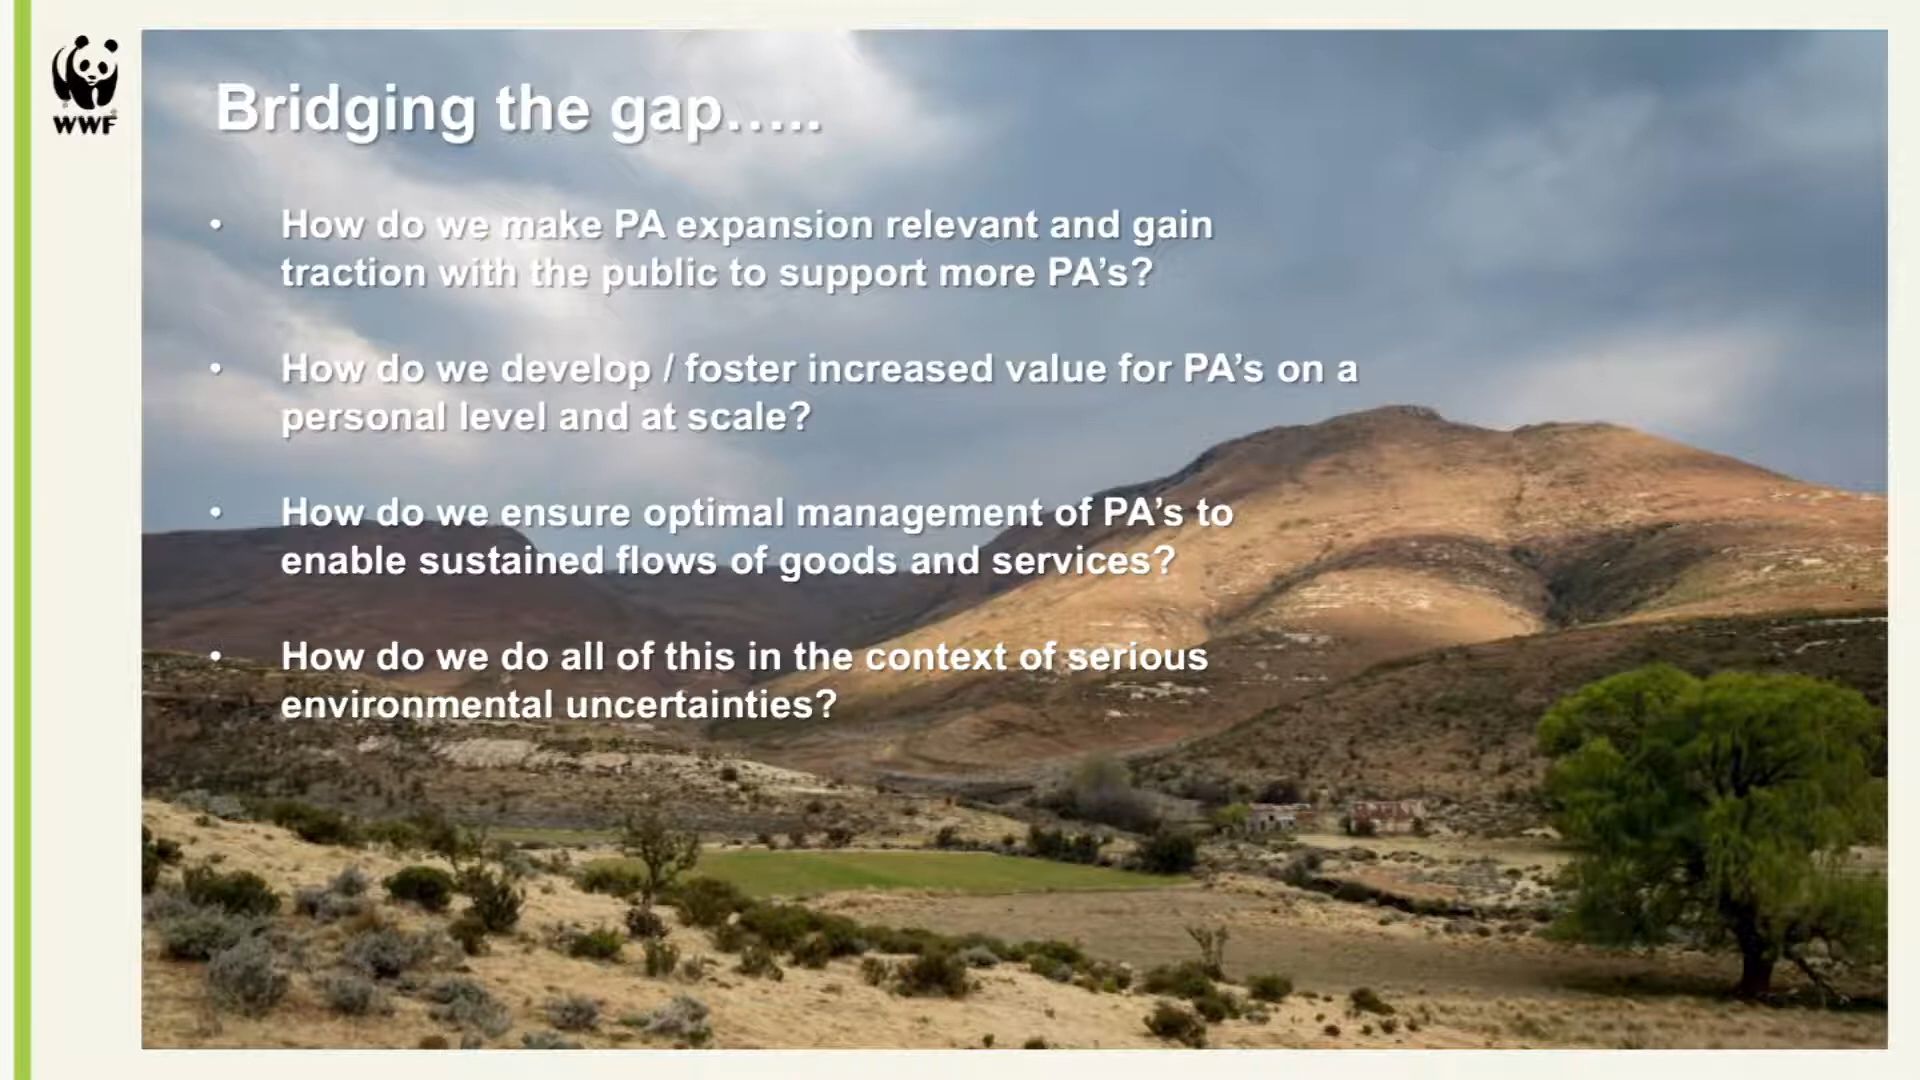 WWF
Bridging the gap…..
• How do we make PA expansion relevant and gain
traction with the public to support more PA’s?
• How do we develop / foster increased value for PA’s on a
personal level and at scale?
• How do we ensure optimal management of PA’s to
enable sustained flows of goods and services?
• How do we do all of this in the context of serious
environmental uncertainties?